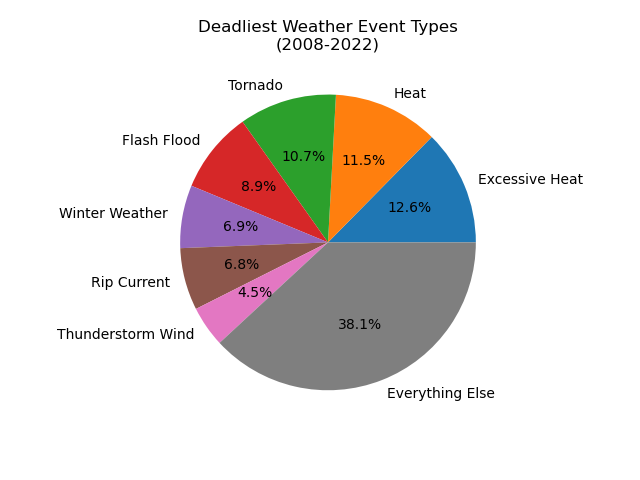 Deadliest Weather Event Types
(2008-2022)
Tornado
Heat
Flash Flood
10.7%
11.5%
Excessive Heat
8.9%
12.6%
Winter Weather
6.9%
Rip Current
6.8%
4.5%
Thunderstorm Wind
38.1%
Everything Else